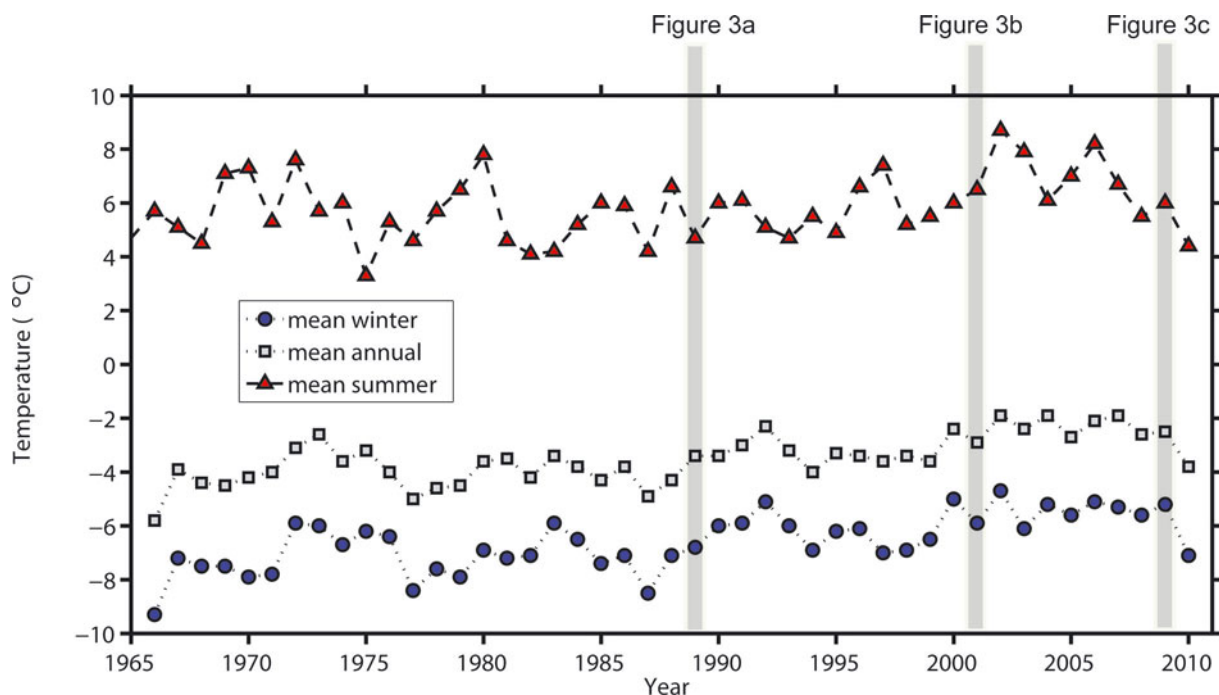 Figure 3a Figure 3b Figure 3c
10
8
6
4
2
0
−2
−4
−6
−8
−10
Temperature ( °C)
mean winter
mean annual
mean summer
1965 1970 1975 1980 1985 1990 1995 2000 2005 2010
Year